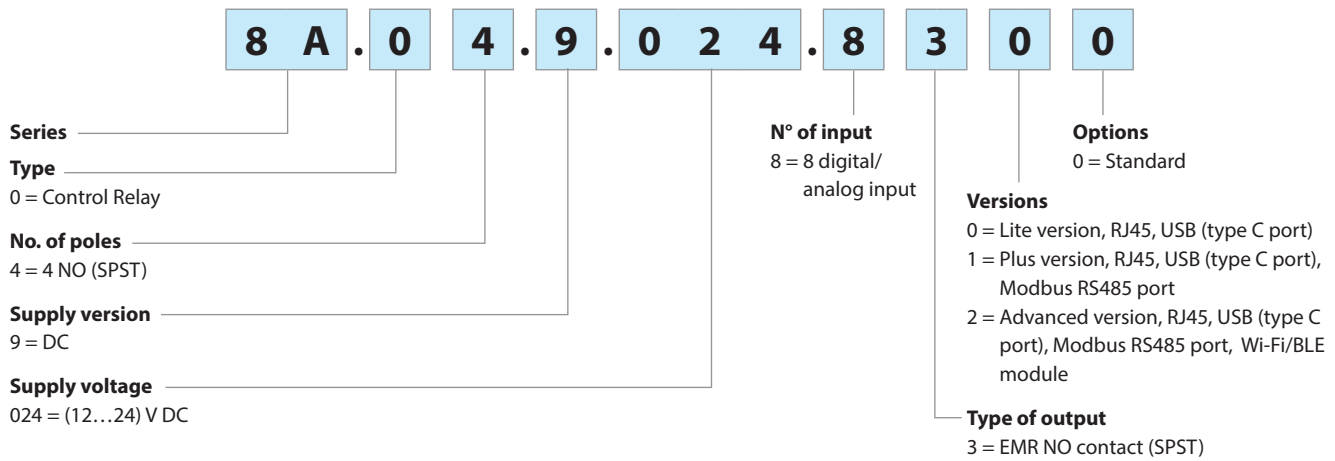 8 A . 0 4 . 9 . 0 2 4 . 8 3 0 0
Series
Type
0 = Control Relay
No. of poles
4 = 4 NO (SPST)
Supply version
9 = DC
Supply voltage
024 = (12…24) V DC
N° of input
8 = 8 digital/
analog input
Options
0 = Standard
Versions
0 = Lite version, RJ45, USB (type C port)
1 = Plus version, RJ45, USB (type C port),
Modbus RS485 port
2 = Advanced version, RJ45, USB (type C
port), Modbus RS485 port, Wi-Fi/BLE
module
Type of output
3 = EMR NO contact (SPST)